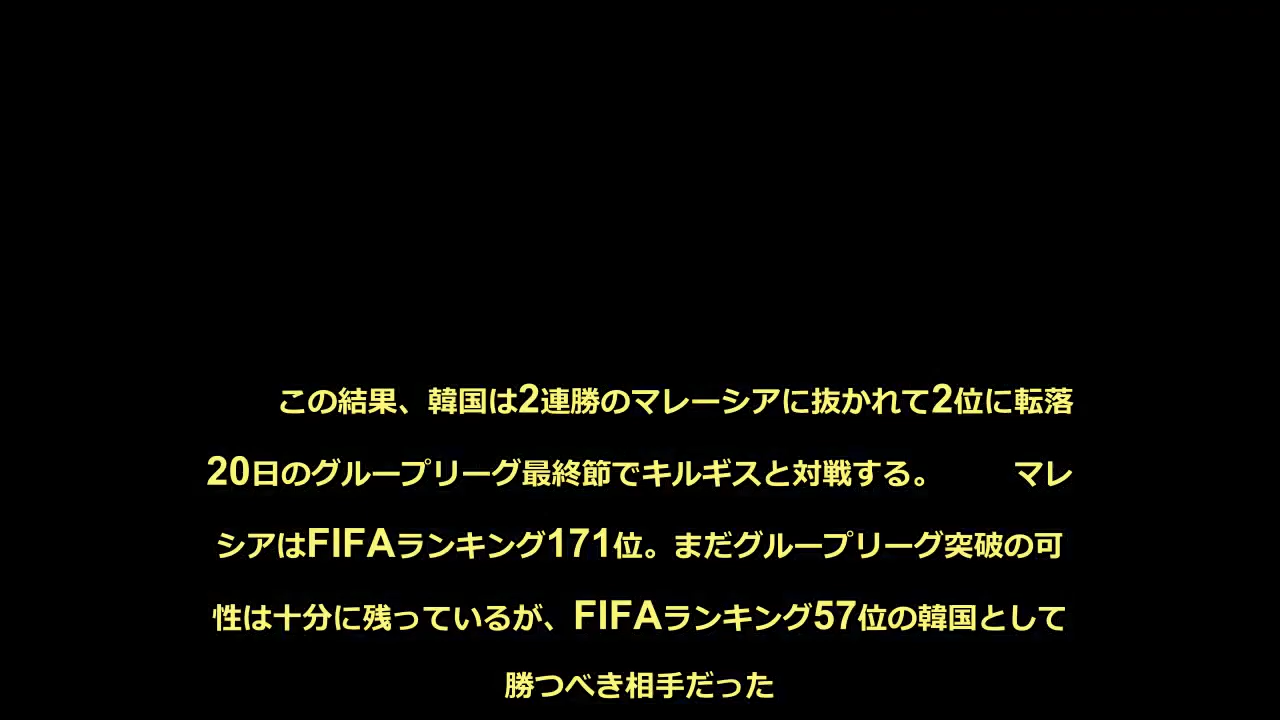 この結果、韓国は2連勝のマレーシアに抜かれて2位に転落
20日のグループリーグ最終節でキルギスと対戦する。　　マレ
シアはFIFAランキング171位。まだグループリーグ突破の可
性は十分に残っているが、FIFAランキング57位の韓国として
勝つべき相手だった